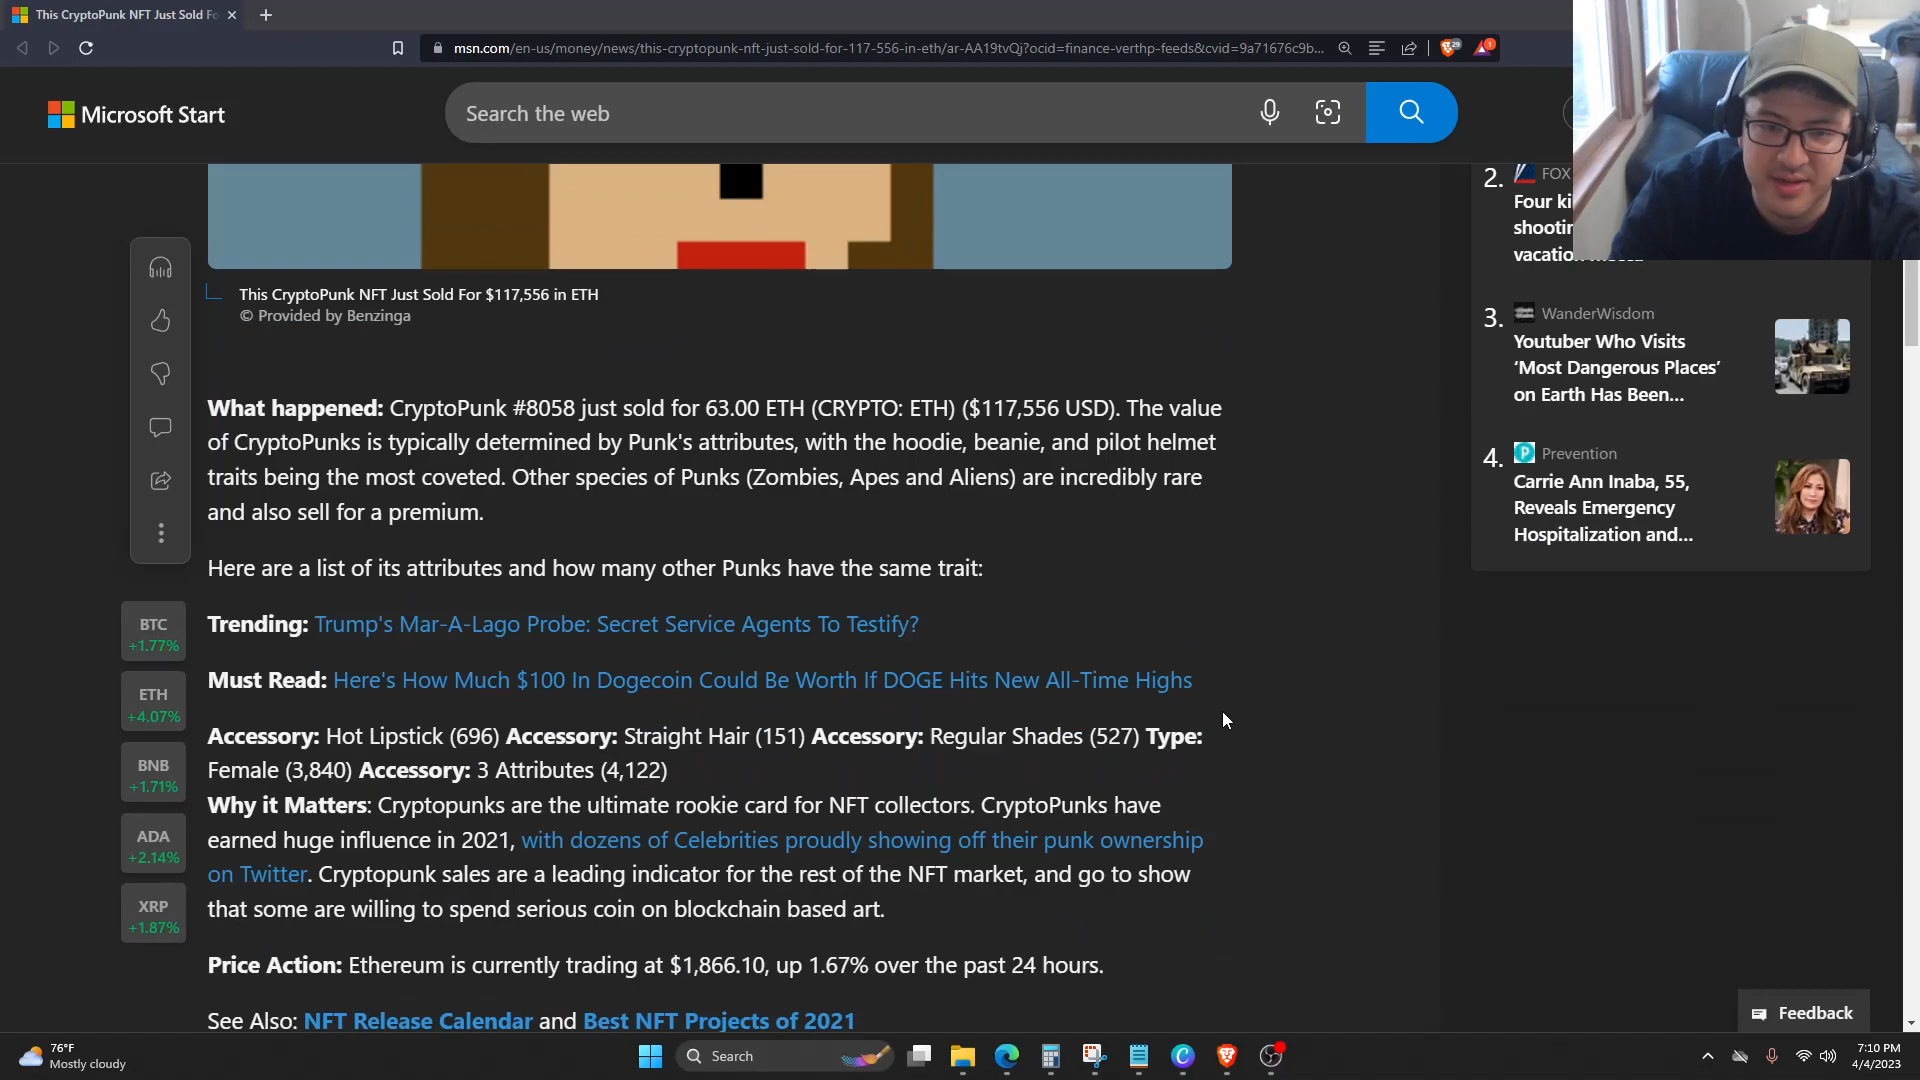 This CryptoPunk NFT Just Sold Fo
msn.com/en-us/money/news/this-cryptopunk-nft-just-sold-for-117-556-in-eth/ar-AA19tvQj?ocid=finance-verthp-feeds&cvid=9a71676c9b...
29
1
Microsoft Start
Search the web
This CryptoPunk NFT Just Sold For $117,556 in ETH
© Provided by Benzinga
What happened: CryptoPunk #8058 just sold for 63.00 ETH (CRYPTO: ETH) ($117,556 USD). The value
of CryptoPunks is typically determined by Punk's attributes, with the hoodie, beanie, and pilot helmet
traits being the most coveted. Other species of Punks (Zombies, Apes and Aliens) are incredibly rare
and also sell for a premium.
Here are a list of its attributes and how many other Punks have the same trait:
Trending: Trump's Mar-A-Lago Probe: Secret Service Agents To Testify?
Must Read: Here's How Much $100 In Dogecoin Could Be Worth If DOGE Hits New All-Time Highs
Accessory: Hot Lipstick (696) Accessory: Straight Hair (151) Accessory: Regular Shades (527) Type:
Female (3,840) Accessory: 3 Attributes (4,122)
Why it Matters: Cryptopunks are the ultimate rookie card for NFT collectors. CryptoPunks have
earned huge influence in 2021, with dozens of Celebrities proudly showing off their punk ownership
on Twitter. Cryptopunk sales are a leading indicator for the rest of the NFT market, and go to show
that some are willing to spend serious coin on blockchain based art.
Price Action: Ethereum is currently trading at $1,866.10, up 1.67% over the past 24 hours.
See Also: NFT Release Calendar and Best NFT Projects of 2021
BTC
+1.77%
ETH
+4.07%
BNB
+1.71%
ADA
+2.14%
XRP
+1.87%
2.
FOX
Four ki
shootin
vacation
3.
WanderWisdom
Youtuber Who Visits
‘Most Dangerous Places’
on Earth Has Been...
4.
Prevention
Carrie Ann Inaba, 55,
Reveals Emergency
Hospitalization and...
Feedback
76°F
Mostly cloudy
Search
7:10 PM
4/4/2023